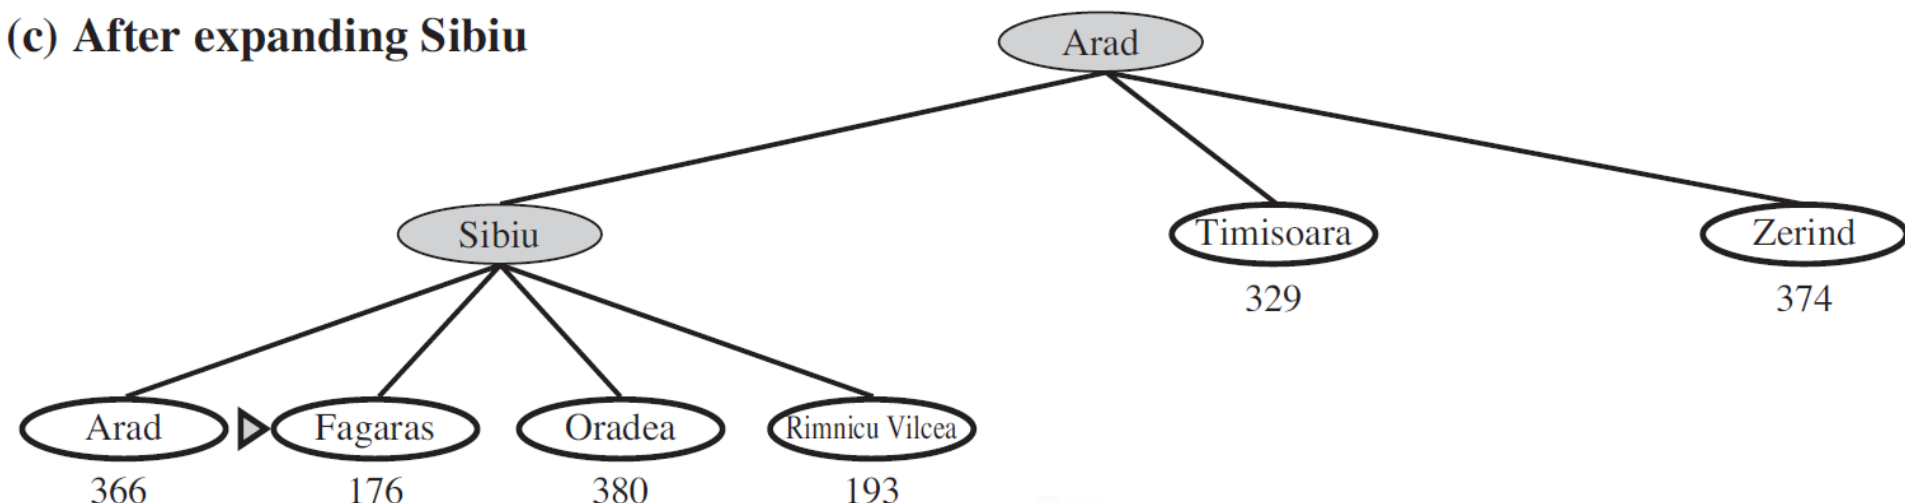 (c) After expanding Sibiu
Arad
Sibiu
Timisoara
Zerind
329
374
Arad
Fagaras
Oradea
Rimnicu Vilcea
366
176
380
193